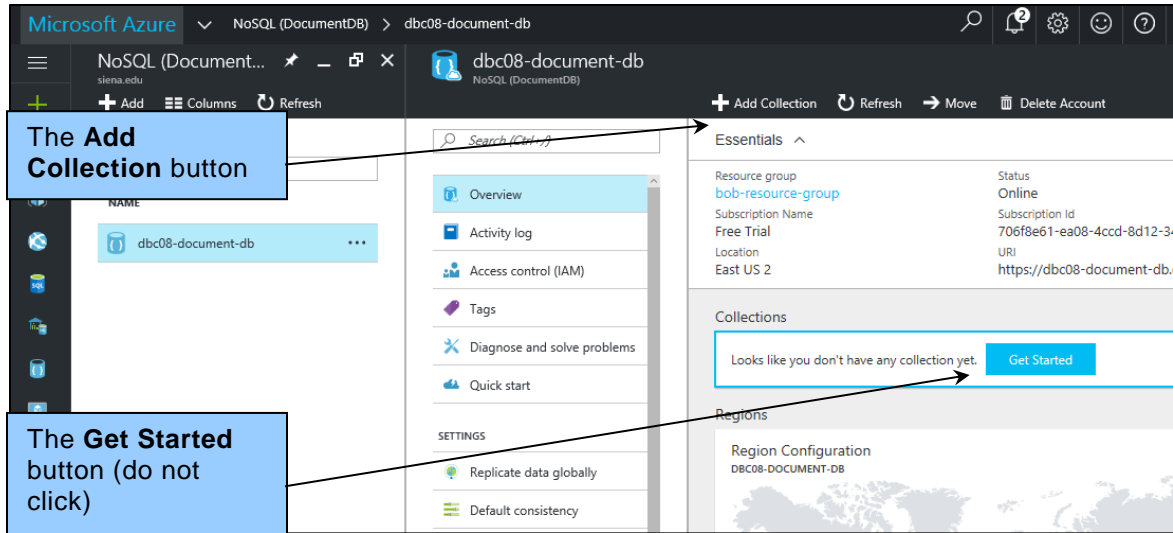 Microsoft Azure NoSQL (DocumentDB) > dbc08-document-db 2
NoSQL (Document...
siena.edu
Add Columns Refresh
dbc08-document-db
NoSQL (DocumentDB)
Add Collection Refresh Move Delete Account
The Add
Collection button
NAME
dbc08-document-db ...
Search (Ctrl+/)
Overview
Activity log
Access control (IAM)
Tags
Diagnose and solve problems
Quick start
SETTINGS
Replicate data globally
Default consistency
Essentials
Resource group
bob-resource-group
Subscription Name
Free Trial
Location
East US 2
Status
Online
Subscription Id
706f8e61-ea08-4ccd-8d12-34
URI
https://dbc08-document-db.
Collections
Looks like you don't have any collection yet. Get Started
Regions
Region Configuration
DBC08-DOCUMENT-DB
The Get Started
button (do not
click)